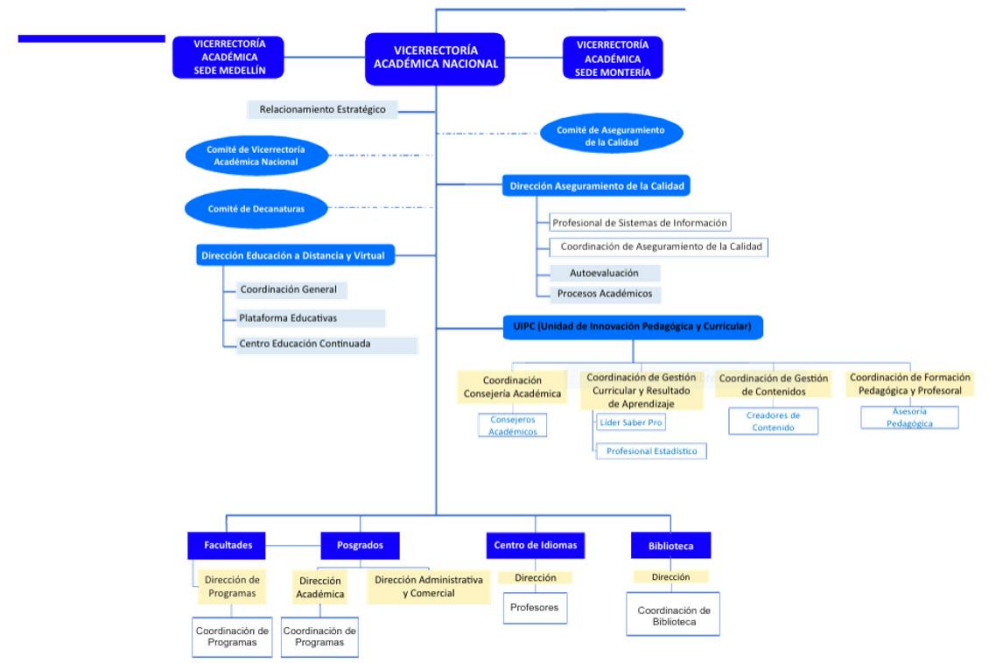 VICERRECTORÍA
ACADÉMICA
SEDE MEDELLÍN
VICERRECTORÍA
ACADÉMICA NACIONAL
VICERRECTORÍA
ACADÉMICA
SEDE MONTERÍA
Relacionamiento Estratégico
Comité de Aseguramiento
de la Calidad
Comité de Vicerrectoría
Académica Nacional
Dirección Aseguramiento de la Calidad
Comité de Decanaturas
Profesional de Sistemas de Información
Coordinación de Aseguramiento de la Calidad
Autoevaluación
Procesos Académicos
Dirección Educación a Distancia y Virtual
Coordinación General
Plataforma Educativas
Centro Educación Continuada
UIPC (Unidad de Innovación Pedagógica y Curricular)
Coordinación
Consejería Académica
Consejeros
Académicos
Coordinación de Gestión
Curricular y Resultado
de Aprendizaje
Líder Saber Pro
Profesional Estadístico
Coordinación de Gestión
de Contenidos
Creadores de
Contenido
Coordinación de Formación
Pedagógica y Profesoral
Asesoría
Pedagógica
Facultades
Posgrados
Centro de Idiomas
Biblioteca
Dirección de
Programas
Dirección
Académica
Dirección Administrativa
y Comercial
Dirección
Dirección
Coordinación de
Programas
Coordinación de
Programas
Profesores
Coordinación de
Biblioteca